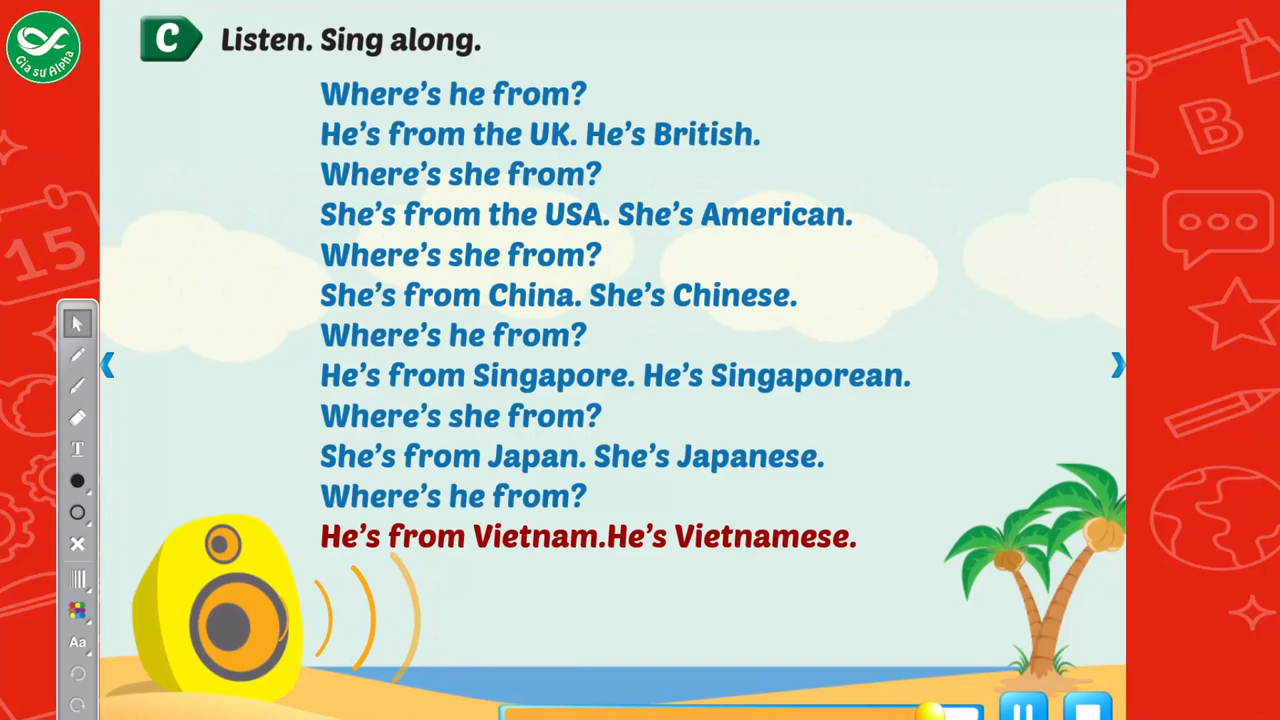 Gia sư Alpha
C Listen. Sing along.
Where's he from?
He's from the UK. He's British.
Where's she from?
She's from the USA. She's American.
Where's she from?
She's from China. She's Chinese.
Where's he from?
He's from Singapore. He's Singaporean.
Where's she from?
She's from Japan. She's Japanese.
Where's he from?
He's from Vietnam.He's Vietnamese.
15
B
T
Aa